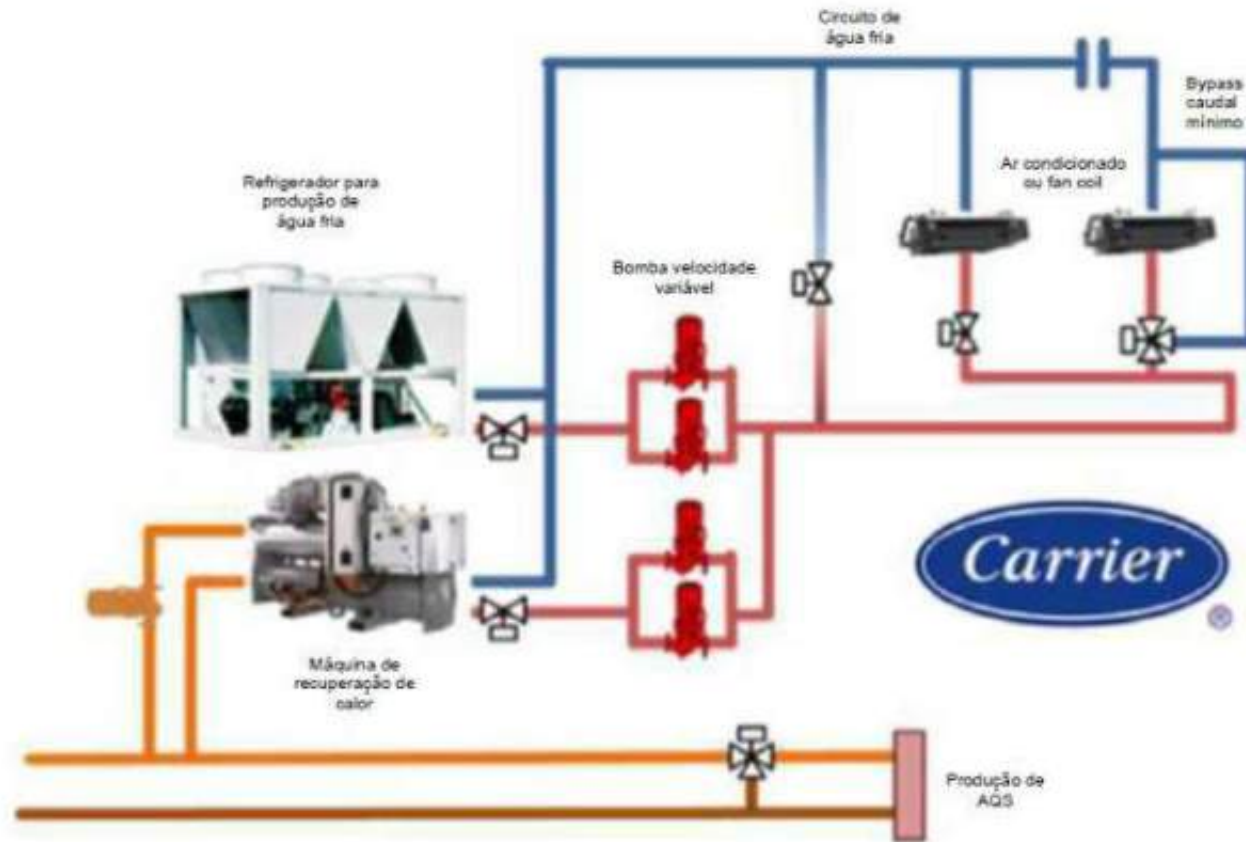 Circuito de
água fria
Bypass
caudal
mínimo
Ar condicionado
ou fan coil
Refrigerador para
produção de
água fria
Bomba velocidade
variável
Carrier
®
Máquina de
recuperação de
calor
Produção de
AQS